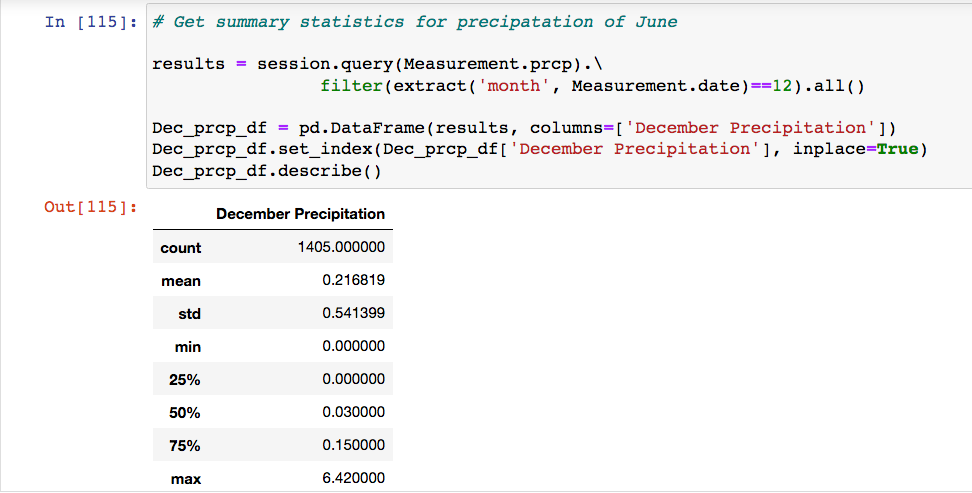 In [115]: # Get summary statistics for precipatation of June
results = session.query(Measurement.prcp).\
filter(extract('month', Measurement.date)==12).all()
Dec_prcp_df = pd.DataFrame(results, columns=['December Precipitation'])
Dec_prcp_df.set_index(Dec_prcp_df['December Precipitation'], inplace=True)
Dec_prcp_df.describe()
Out[115]:
December Precipitation
count 1405.000000
mean 0.216819
std 0.541399
min 0.000000
25% 0.000000
50% 0.030000
75% 0.150000
max 6.420000